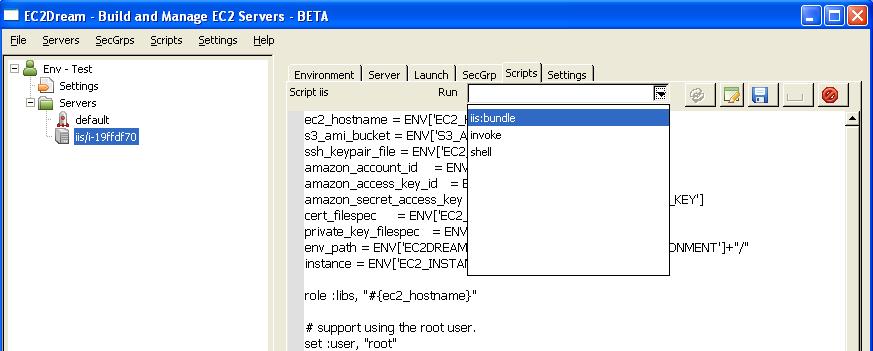 EC2Dream - Build and Manage EC2 Servers - BETA
File Servers SecGrps Scripts Settings Help
Env - Test
Settings
Servers
default
iis/i-19ffdf70
Environment Server Launch SecGrp Scripts Settings
Script iis Run
iis:bundle
invoke
shell
ec2_hostname = ENV['EC2_
s3_ami_bucket = ENV['S3_A
ssh_keypair_file = ENV['EC2
amazon_account_id = ENV
amazon_access_key_id = E
amazon_secret_access_key _KEY']
cert_filespec = ENV['EC2_
private_key_filespec = ENV
env_path = ENV['EC2DREAM ONMENT']+"/"
instance = ENV['EC2_INSTAN
role :libs, "#{ec2_hostname}"
# support using the root user.
set :user, "root"